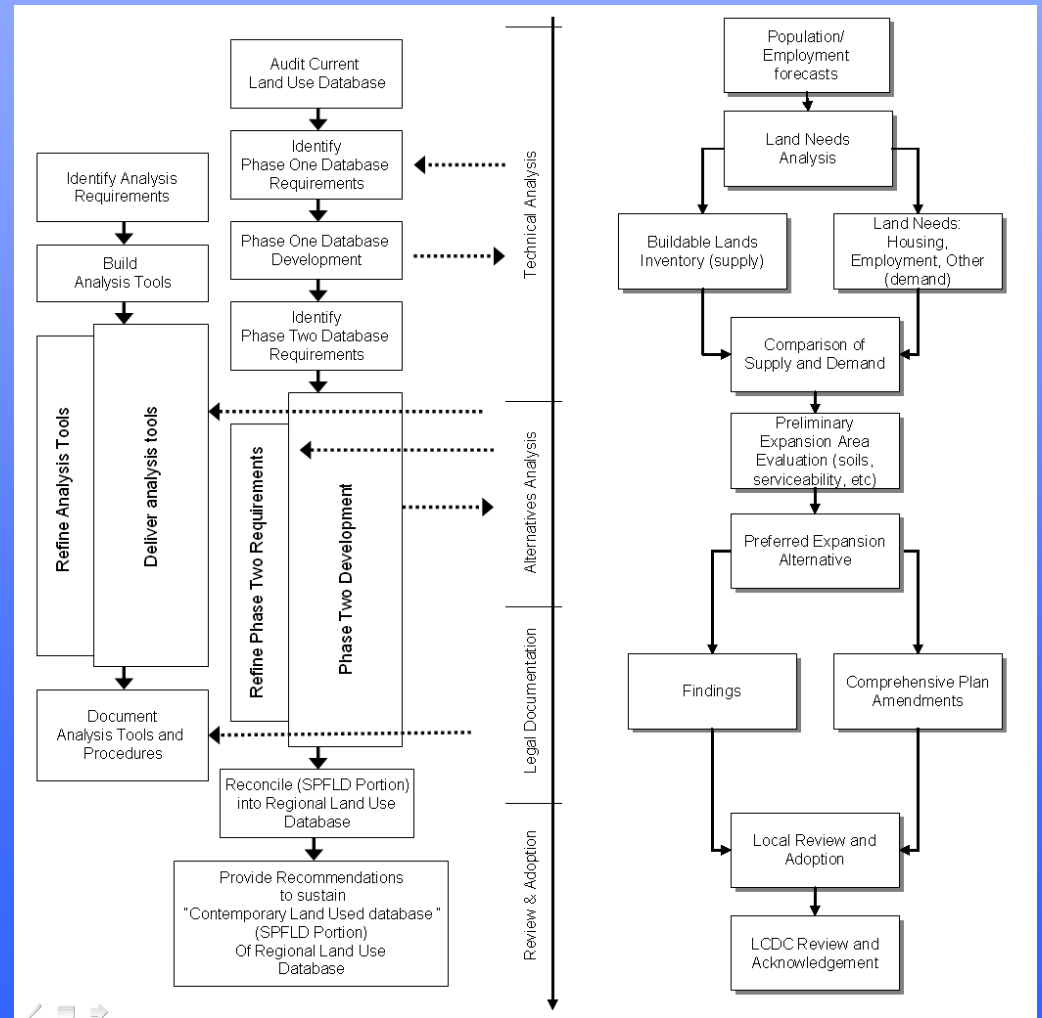 Audit Current
Land Use Database
Identify
Phase One Database
Requirements
Phase One Database
Development
Identify
Phase Two Database
Requirements
Identify Analysis
Requirements
Build
Analysis Tools
Refine Analysis Tools
Deliver analysis tools
Refine Phase Two Requirements
Phase Two Development
Document
Analysis Tools and
Procedures
Reconcile (SPFLD Portion)
into Regional Land Use
Database
Provide Recommendations
to sustain
"Contemporary Land Used database "
(SPFLD Portion)
Of Regional Land Use
Database
Technical Analysis
Alternatives Analysis
Legal Documentation
Review & Adoption
Population/
Employment
forecasts
Land Needs
Analysis
Buildable Lands
Inventory (supply)
Land Needs:
Housing,
Employment, Other
(demand)
Comparison of
Supply and Demand
Preliminary
Expansion Area
Evaluation (soils,
serviceability, etc)
Preferred Expansion
Alternative
Findings
Comprehensive Plan
Amendments
Local Review and
Adoption
LCDC Review and
Acknowledgement